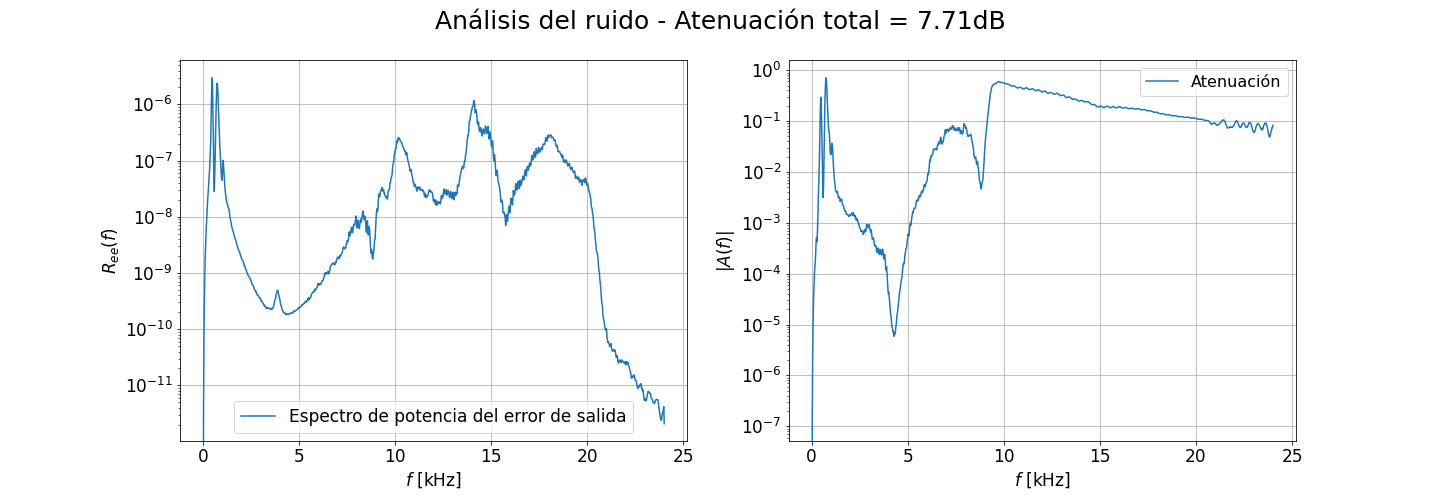 Análisis del ruido - Atenuación total = 7.71dB
R_{ee}(f)
10^{-6}
10^{-7}
10^{-8}
10^{-9}
10^{-10}
10^{-11}
Espectro de potencia del error de salida
0 5 10 15 20 25
f [kHz]
|A(f)|
10^{0}
10^{-1}
10^{-2}
10^{-3}
10^{-4}
10^{-5}
10^{-6}
10^{-7}
Atenuación
0 5 10 15 20 25
f [kHz]